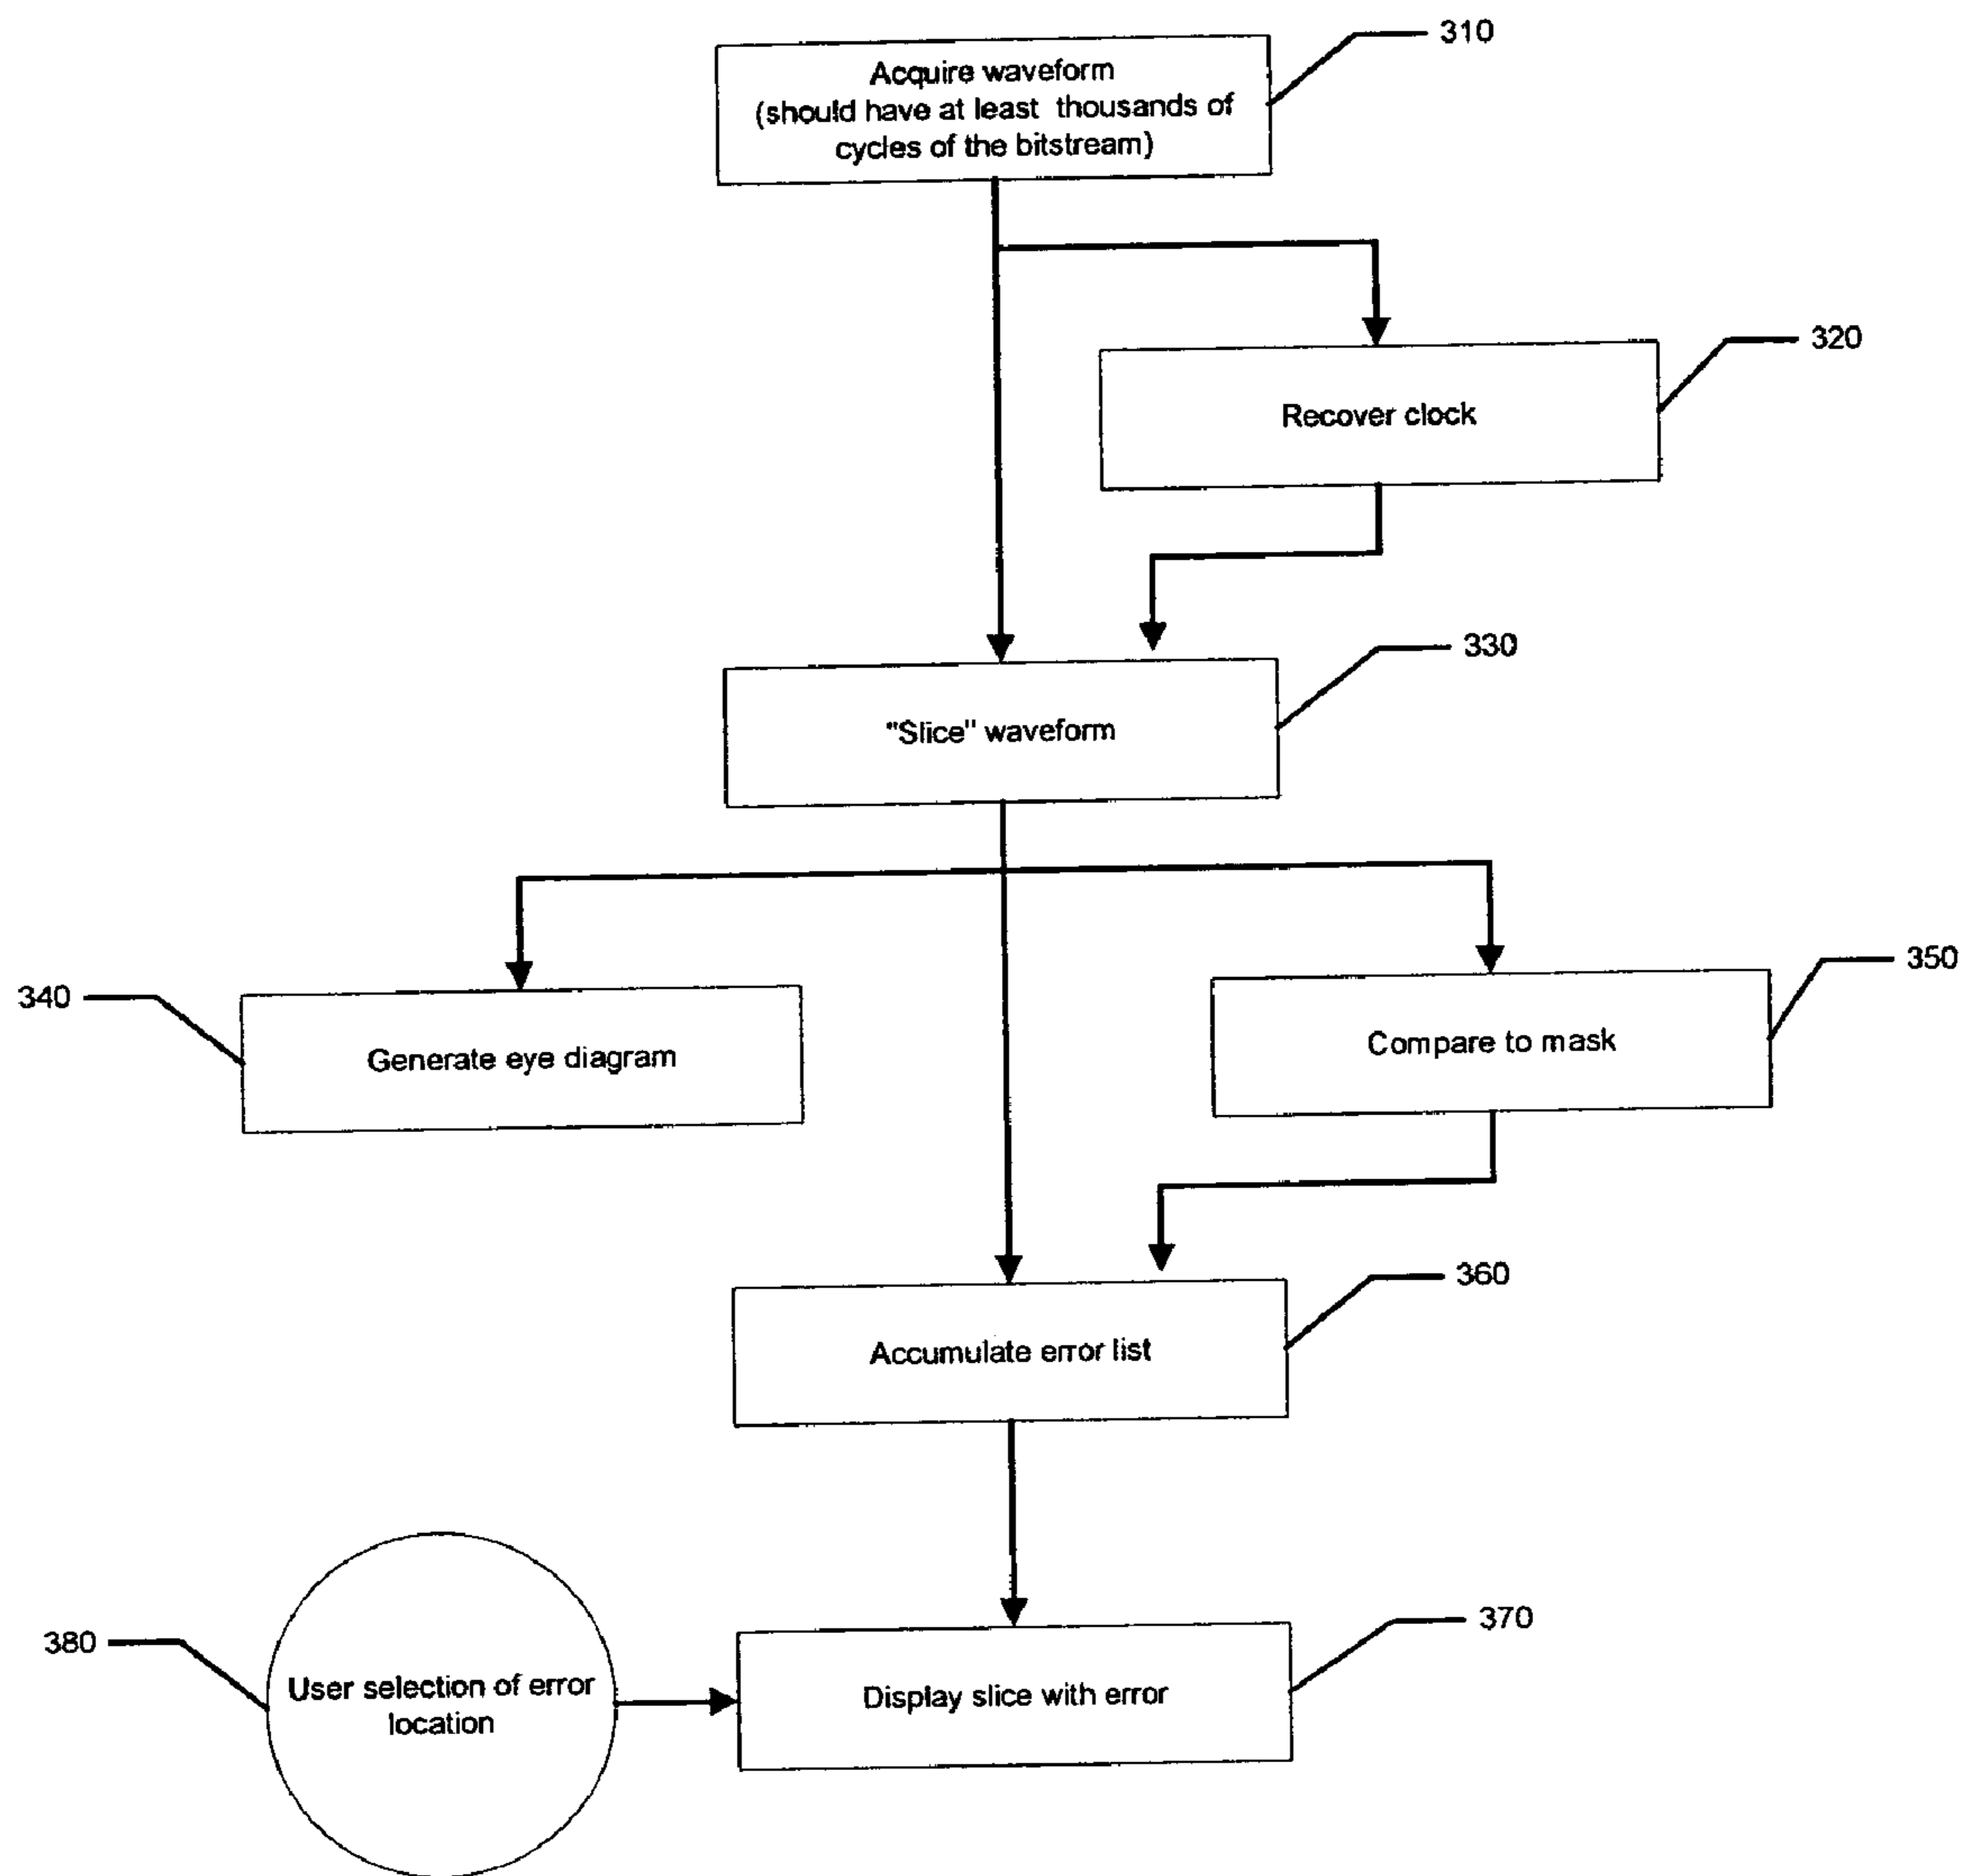 310
Acquire waveform
(should have at least thousands of
cycles of the bitstream)
320
Recover clock
330
"Slice" waveform
340
Generate eye diagram
350
Compare to mask
360
Accumulate error list
370
380
User selection of error
location
Display slice with error